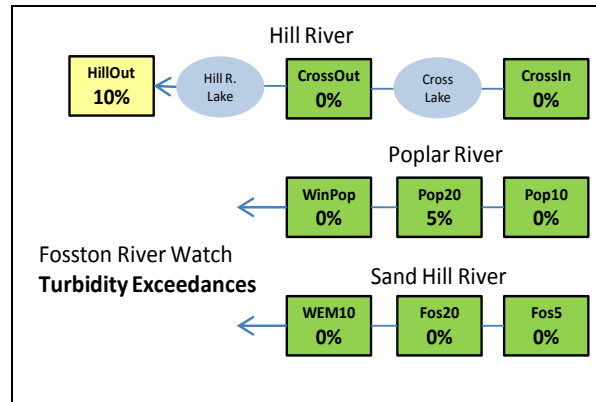 Hill River
HillOut
10%
Hill R.
Lake
CrossOut
0%
Cross
Lake
CrossIn
0%
Poplar River
WinPop
0%
Pop20
5%
Pop10
0%
Fosston River Watch
Turbidity Exceedances
Sand Hill River
WEM10
0%
Fos20
0%
Fos5
0%